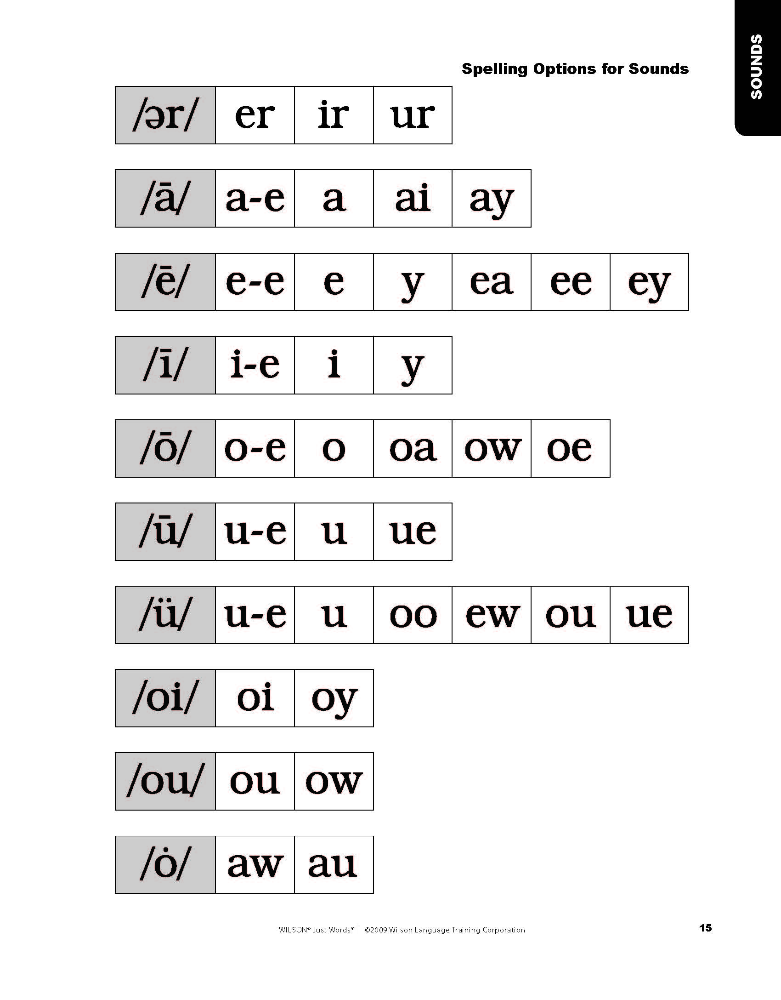 SOUNDS
Spelling Options for Sounds
/ər/ er ir ur
/ā/ a-e a ai ay
/ē/ e-e e y ea ee ey
/ī/ i-e i y
/ō/ o-e o oa ow oe
/ū/ u-e u ue
/ü/ u-e u oo ew ou ue
/oi/ oi oy
/ou/ ou ow
/ȯ/ aw au
WILSON® Just Words® | ©2009 Wilson Language Training Corporation
15